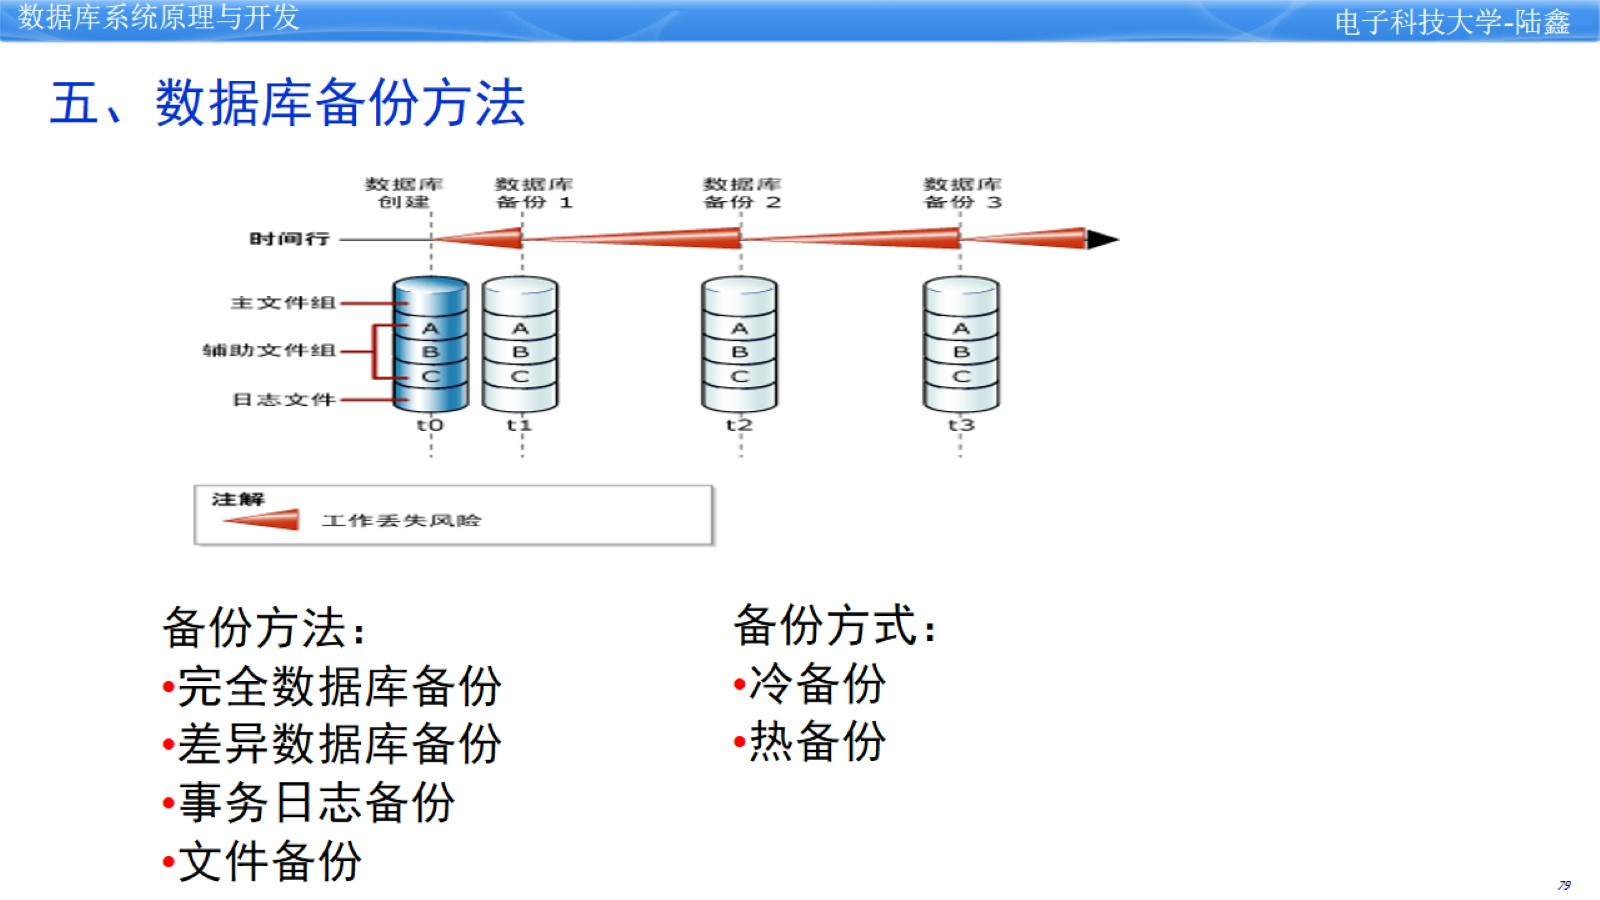 数据库系统原理与开发
电子科技大学-陆鑫
五、数据库备份方法
数据库 数据库 数据库 数据库
创建 备份 1 备份 2 备份 3
时间行
主文件组
A A A A
辅助文件组 B B B B
C C C C
日志文件
t0 t1 t2 t3
注解
工作丢失风险
备份方法：
•完全数据库备份
•差异数据库备份
•事务日志备份
•文件备份
备份方式：
•冷备份
•热备份
79